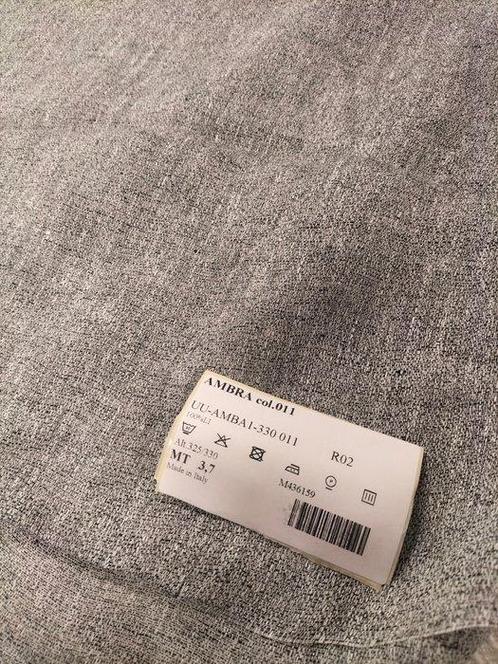 AMBRA col.011
UU-AMBA1-330 011
100%LI
R02
Alt.325/330
MT 3,7
M436159
Made in Italy